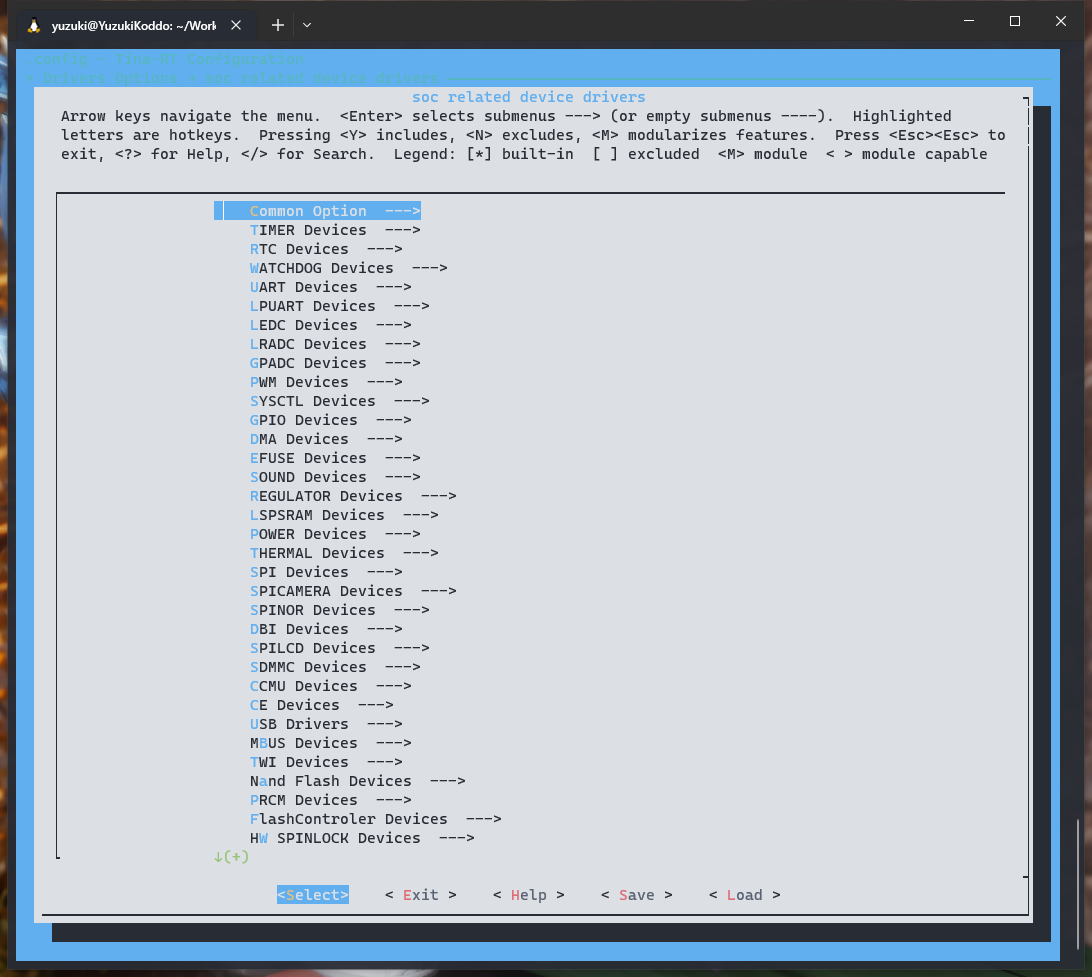 yuzuki@YuzukiKoddo: ~/Work
.config - Tina-RT Configuration
> Drivers Options > soc related device drivers
soc related device drivers
Arrow keys navigate the menu.  <Enter> selects submenus ---> (or empty submenus ----).  Highlighted
letters are hotkeys.  Pressing <Y> includes, <N> excludes, <M> modularizes features.  Press <Esc><Esc> to
exit, <?> for Help, </> for Search.  Legend: [*] built-in  [ ] excluded  <M> module  < > module capable
Common Option  --->
TIMER Devices  --->
RTC Devices  --->
WATCHDOG Devices  --->
UART Devices  --->
LPUART Devices  --->
LEDC Devices  --->
LRADC Devices  --->
GPADC Devices  --->
PWM Devices  --->
SYSCTL Devices  --->
GPIO Devices  --->
DMA Devices  --->
EFUSE Devices  --->
SOUND Devices  --->
REGULATOR Devices  --->
LSPSRAM Devices  --->
POWER Devices  --->
THERMAL Devices  --->
SPI Devices  --->
SPICAMERA Devices  --->
SPINOR Devices  --->
DBI Devices  --->
SPILCD Devices  --->
SDMMC Devices  --->
CCMU Devices  --->
CE Devices  --->
USB Drivers  --->
MBUS Devices  --->
TWI Devices  --->
Nand Flash Devices  --->
PRCM Devices  --->
FlashControler Devices  --->
HW SPINLOCK Devices  --->
↓(+)
<Select>    < Exit >    < Help >    < Save >    < Load >